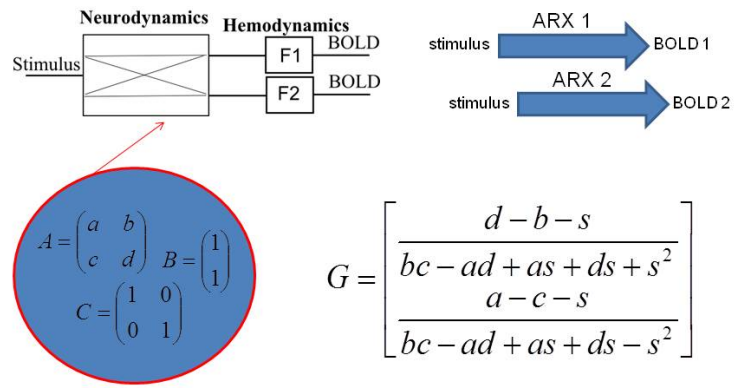 Neurodynamics
Hemodynamics
Stimulus
F1 BOLD
F2 BOLD
ARX 1
stimulus BOLD 1
ARX 2
stimulus BOLD 2
A = (a b; c d) B = (1; 1)
C = (1 0; 0 1)
G = [ (d − b − s) / (bc − ad + as + ds + s²)
(a − c − s) / (bc − ad + as + ds − s²) ]